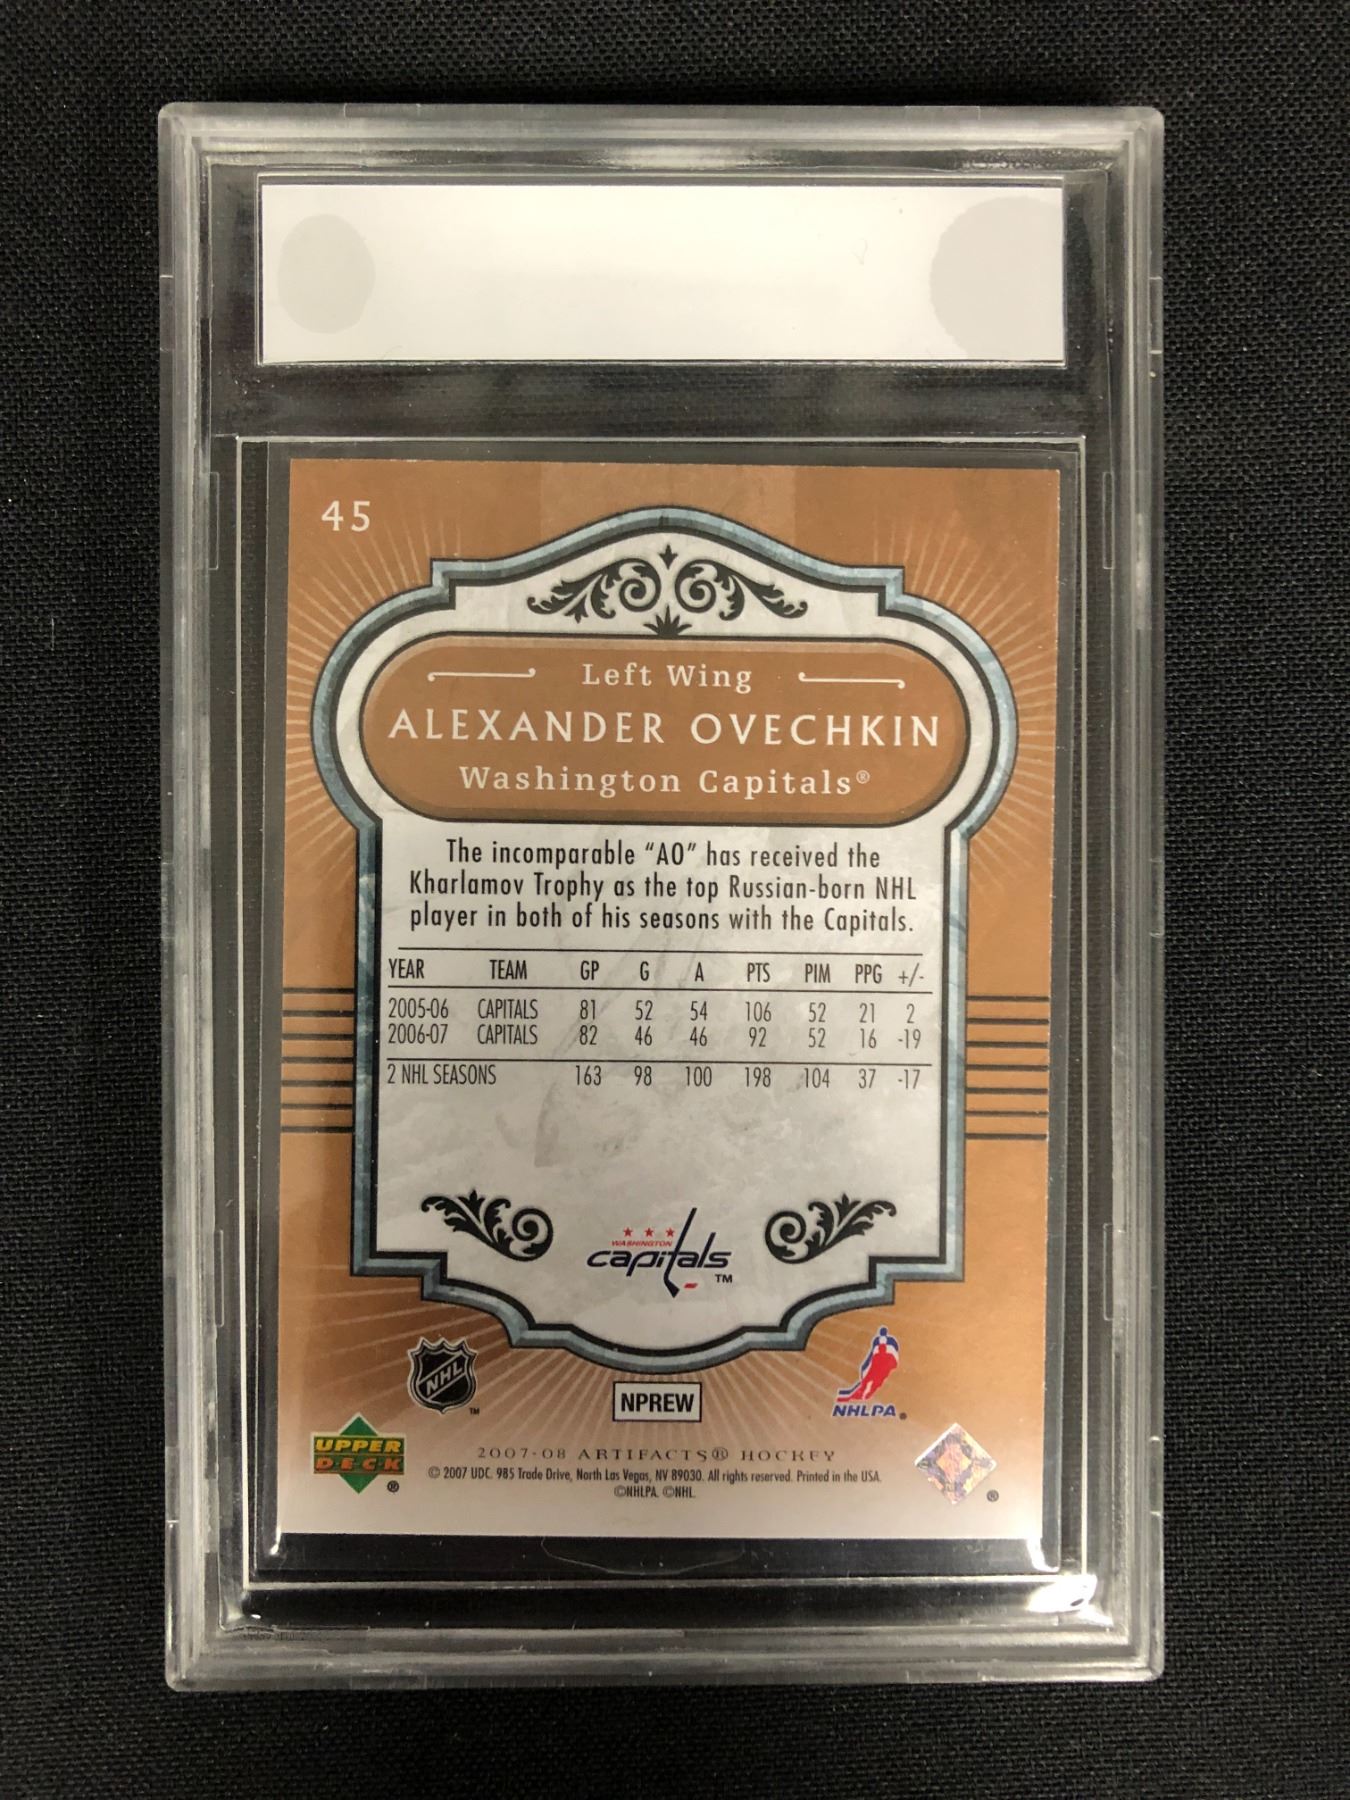 45
Left Wing
ALEXANDER OVECHKIN
Washington Capitals®
The incomparable "AO" has received the
Kharlamov Trophy as the top Russian-born NHL
player in both of his seasons with the Capitals.
YEAR TEAM GP G A PTS PIM PPG +/-
2005-06 CAPITALS 81 52 54 106 52 21 2
2006-07 CAPITALS 82 46 46 92 52 16 -19
2 NHL SEASONS 163 98 100 198 104 37 -17
WASHINGTON
capitals™
NHL™
NPREW
NHLPA®
UPPER
DECK®
2007-08 ARTIFACTS® HOCKEY
© 2007 UDC. 985 Trade Drive, North Las Vegas, NV 89030. All rights reserved. Printed in the USA.
©NHLPA. ©NHL.
®